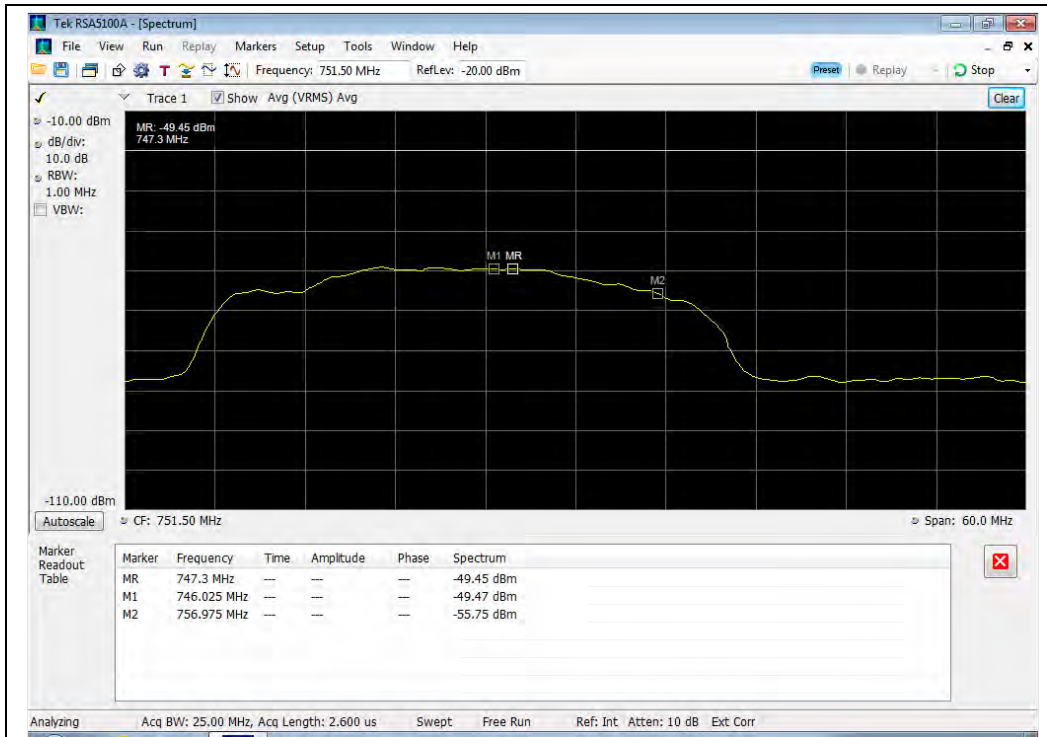 Tek RSA5100A - [Spectrum]
File View Run Replay Markers Setup Tools Window Help
T Frequency: 751.50 MHz RefLev: -20.00 dBm Preset Replay Stop
Trace 1 Show Avg (VRMS) Avg Clear
-10.00 dBm
dB/div:
10.0 dB
RBW:
1.00 MHz
VBW:
MR: -49.45 dBm
747.3 MHz
M1 MR
M2
-110.00 dBm
Autoscale CF: 751.50 MHz Span: 60.0 MHz
Marker Readout Table
Marker Frequency Time Amplitude Phase Spectrum
MR 747.3 MHz --- --- --- -49.45 dBm
M1 746.025 MHz --- --- --- -49.47 dBm
M2 756.975 MHz --- --- --- -55.75 dBm
Analyzing Acq BW: 25.00 MHz, Acq Length: 2.600 us Swept Free Run Ref: Int Atten: 10 dB Ext Corr